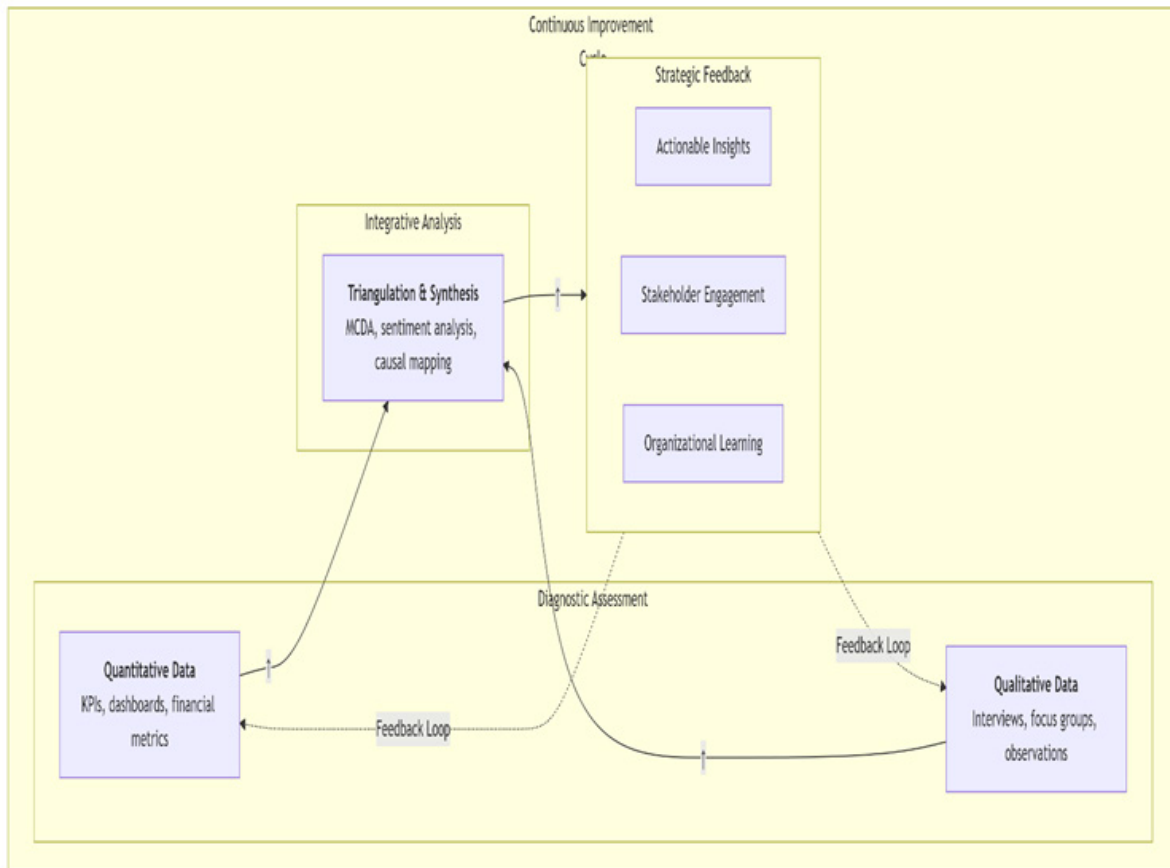 Continuous Improvement
Cycle
Strategic Feedback
Actionable Insights
Integrative Analysis
Triangulation & Synthesis
MCDA, sentiment analysis,
causal mapping
↑
Stakeholder Engagement
Organizational Learning
Diagnostic Assessment
Quantitative Data
KPIs, dashboards, financial
metrics
↑
Feedback Loop
Feedback Loop
↑
Qualitative Data
Interviews, focus groups,
observations